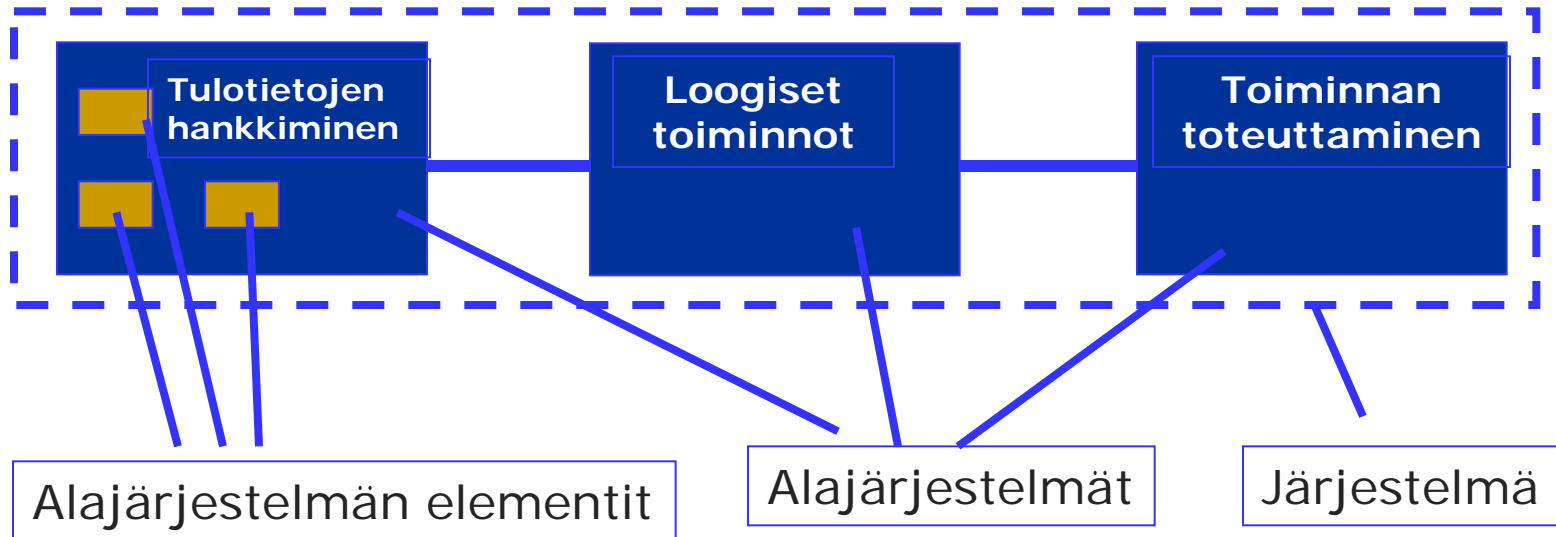 Tulotietojen
hankkiminen
Loogiset
toiminnot
Toiminnan
toteuttaminen
Alajärjestelmän elementit
Alajärjestelmät
Järjestelmä